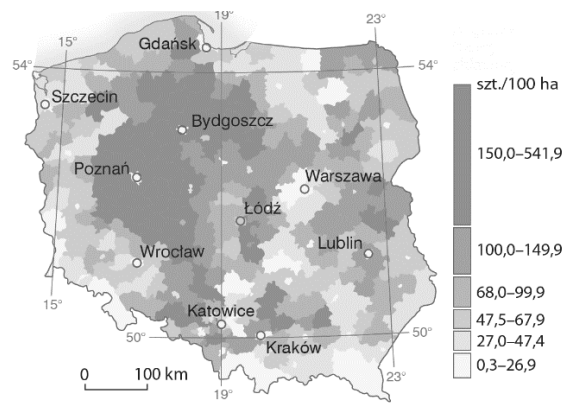 19°
23°
15°
Gdańsk
54°
54°
Szczecin
szt./100 ha
Bydgoszcz
150,0–541,9
Poznań
Warszawa
Łódź
Lublin
100,0–149,9
Wrocław
15°
68,0–99,9
Katowice
47,5–67,9
50°
50°
Kraków
27,0–47,4
0,3–26,9
0 100 km
23°
19°